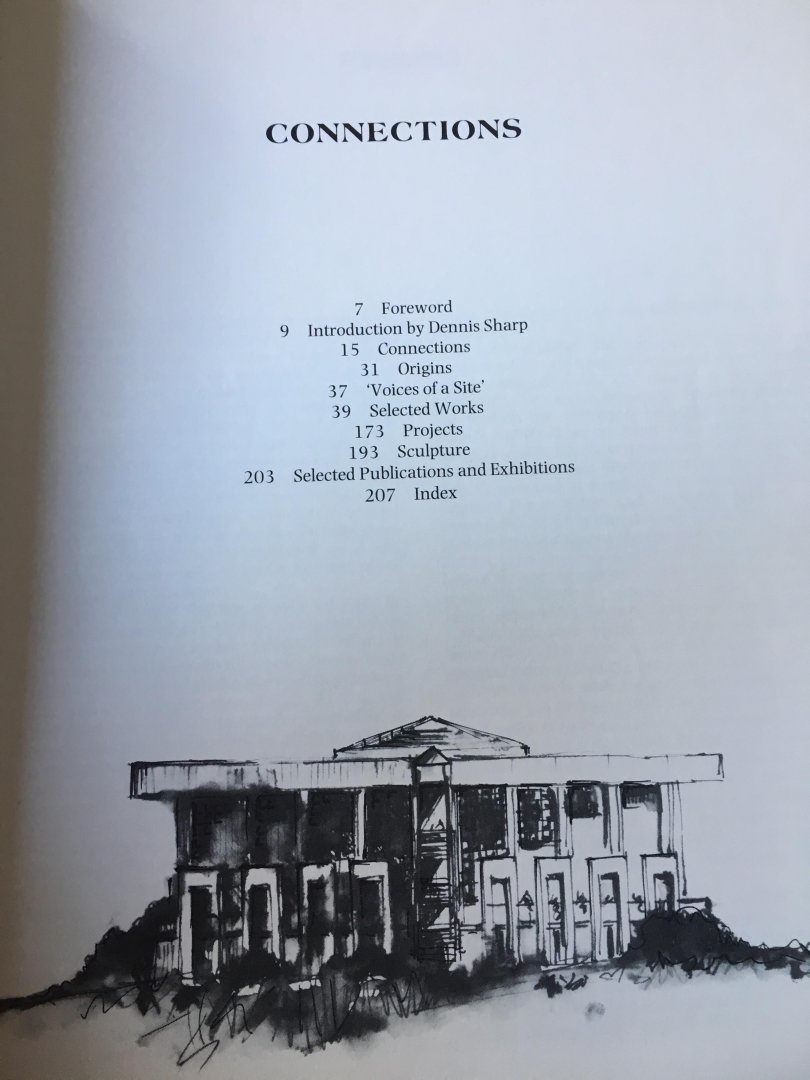 CONNECTIONS
7 Foreword
9 Introduction by Dennis Sharp
15 Connections
31 Origins
37 ‘Voices of a Site’
39 Selected Works
173 Projects
193 Sculpture
203 Selected Publications and Exhibitions
207 Index